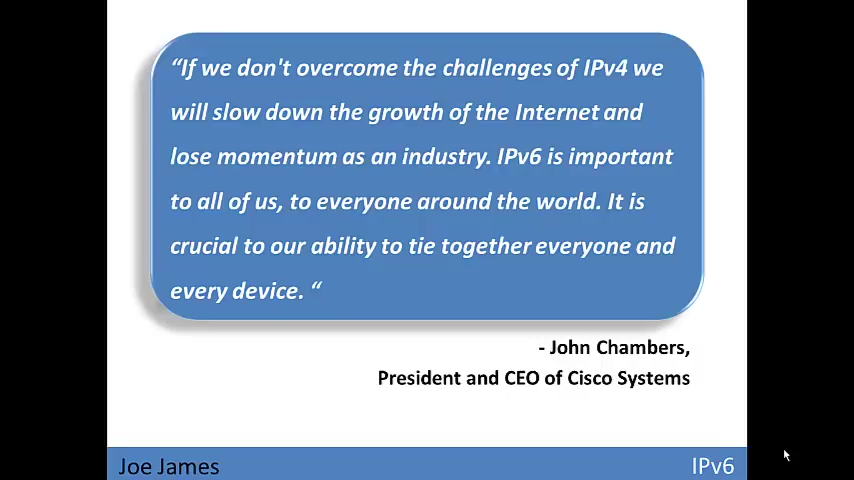 “If we don't overcome the challenges of IPv4 we
will slow down the growth of the Internet and
lose momentum as an industry. IPv6 is important
to all of us, to everyone around the world. It is
crucial to our ability to tie together everyone and
every device. “
- John Chambers,
President and CEO of Cisco Systems
Joe James
IPv6